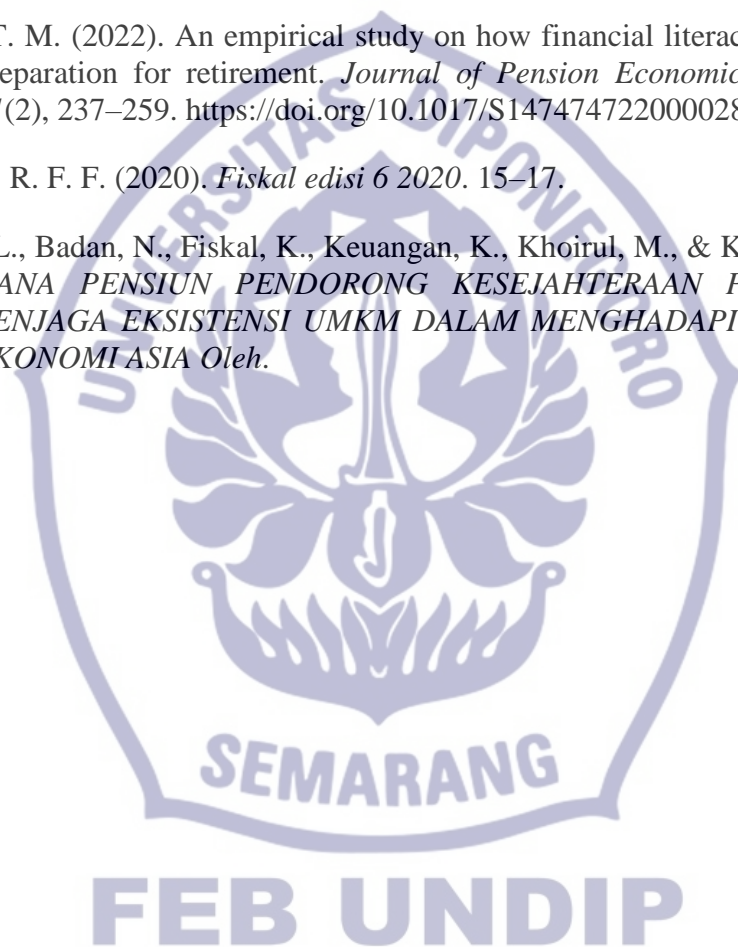 T. M. (2022). An empirical study on how financial literac
eparation for retirement. Journal of Pension Economic
(2), 237–259. https://doi.org/10.1017/S147474722000028
R. F. F. (2020). Fiskal edisi 6 2020. 15–17.
L., Badan, N., Fiskal, K., Keuangan, K., Khoirul, M., & K
ANA PENSIUN PENDORONG KESEJAHTERAAN
ENJAGA EKSISTENSI UMKM DALAM MENGHADAPI
KONOMI ASIA Oleh.
UNIVERSITAS DIPONEGORO
SEMARANG
FEB UNDIP